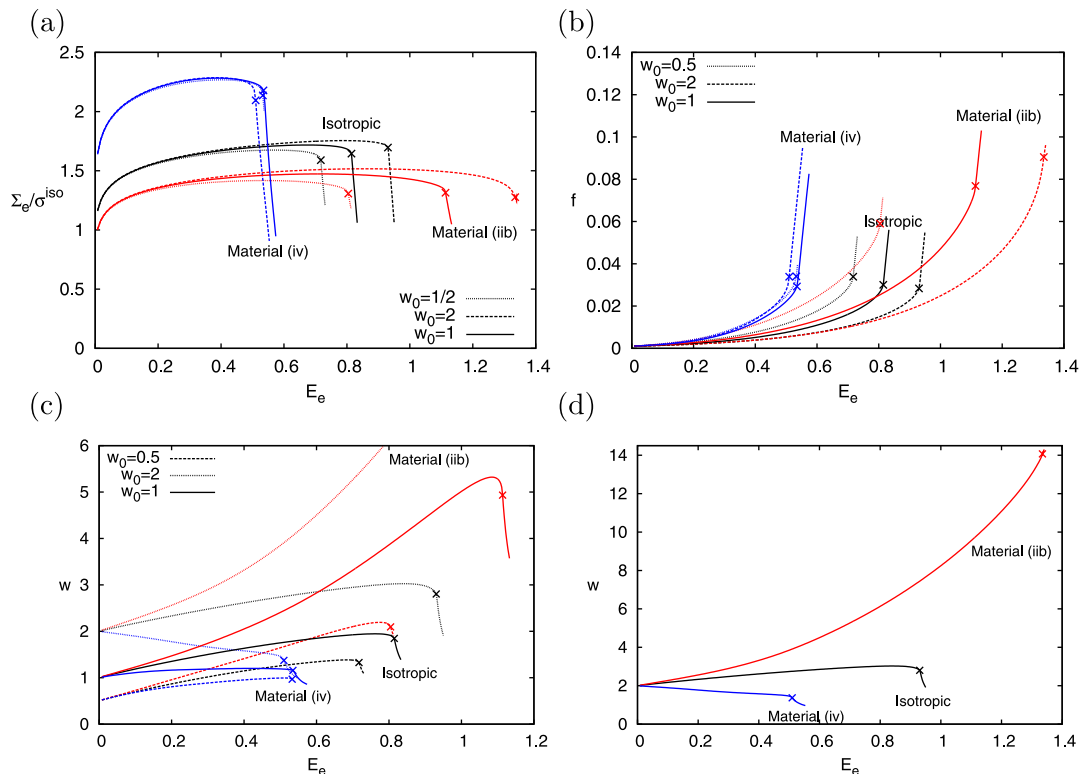 (a)
2.5
2
1.5
1
0.5
0
Σe/σ^iso
0 0.2 0.4 0.6 0.8 1 1.2 1.4
Ee
Isotropic
Material (iv)
Material (iib)
w0=1/2
w0=2
w0=1
(b)
0.14
0.12
0.1
0.08
0.06
0.04
0.02
0
f
0 0.2 0.4 0.6 0.8 1 1.2 1.4
Ee
w0=0.5
w0=2
w0=1
Material (iv)
Material (iib)
Isotropic
(c)
6
5
4
3
2
1
0
w
0 0.2 0.4 0.6 0.8 1 1.2
Ee
w0=0.5
w0=2
w0=1
Material (iib)
Isotropic
Material (iv)
(d)
14
12
10
8
6
4
2
0
w
0 0.2 0.4 0.6 0.8 1 1.2 1.4
Ee
Material (iib)
Isotropic
Material (iv)